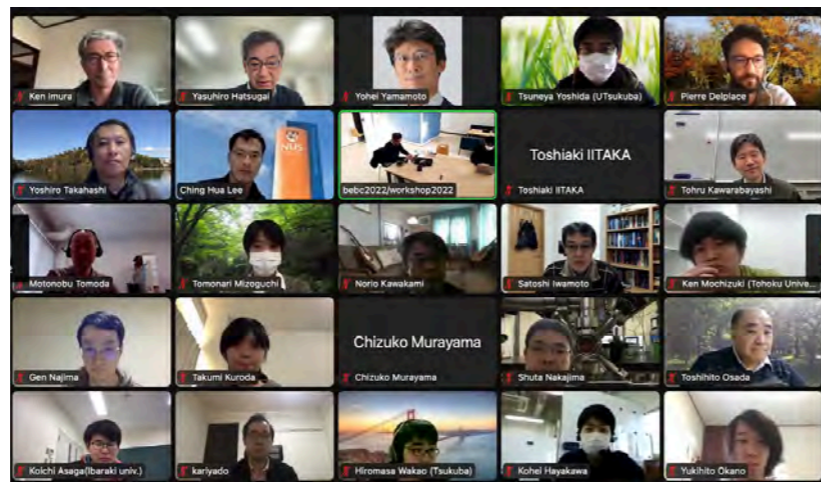 Ken Imura
Yasuhiro Hatsugai
Yohei Yamamoto
Tsuneya Yoshida (UTsukuba)
Pierre Delplace
Yoshiro Takahashi
NUS
Ching Hua Lee
bebc2022/workshop2022
Toshiaki IITAKA
Toshiaki IITAKA
Tohru Kawarabayashi
Motonobu Tomoda
Tomonari Mizoguchi
Norio Kawakami
Satoshi Iwamoto
Ken Mochizuki (Tohoku Unive...
Gen Najima
Takumi Kuroda
Chizuko Murayama
Chizuko Murayama
Shuta Nakajima
Toshihito Osada
Koichi Asaga(Ibaraki univ.)
kariyado
Hiromasa Wakao (Tsukuba)
Kohei Hayakawa
Yukihito Okano